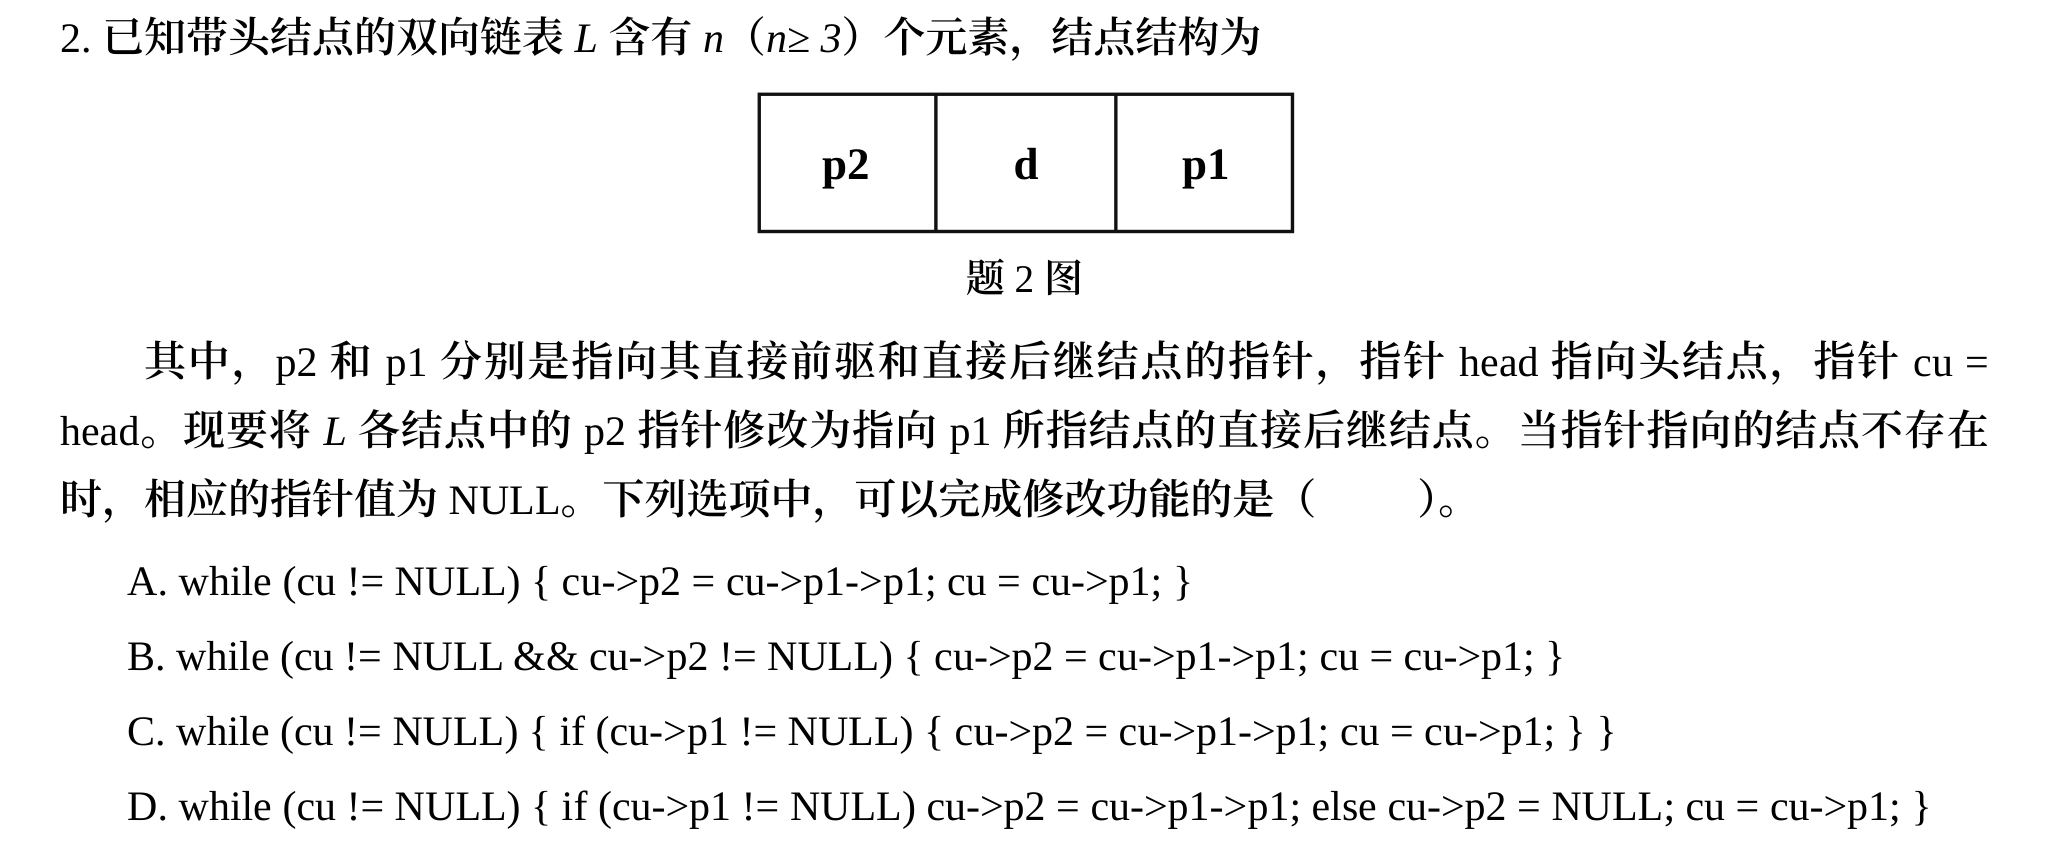 2. 已知带头结点的双向链表 L 含有 n（n≥ 3）个元素，结点结构为
p2 d p1
题 2 图
其中，p2 和 p1 分别是指向其直接前驱和直接后继结点的指针，指针 head 指向头结点，指针 cu =
head。现要将 L 各结点中的 p2 指针修改为指向 p1 所指结点的直接后继结点。当指针指向的结点不存在
时，相应的指针值为 NULL。下列选项中，可以完成修改功能的是（ ）。
A. while (cu != NULL) { cu->p2 = cu->p1->p1; cu = cu->p1; }
B. while (cu != NULL && cu->p2 != NULL) { cu->p2 = cu->p1->p1; cu = cu->p1; }
C. while (cu != NULL) { if (cu->p1 != NULL) { cu->p2 = cu->p1->p1; cu = cu->p1; } }
D. while (cu != NULL) { if (cu->p1 != NULL) cu->p2 = cu->p1->p1; else cu->p2 = NULL; cu = cu->p1; }